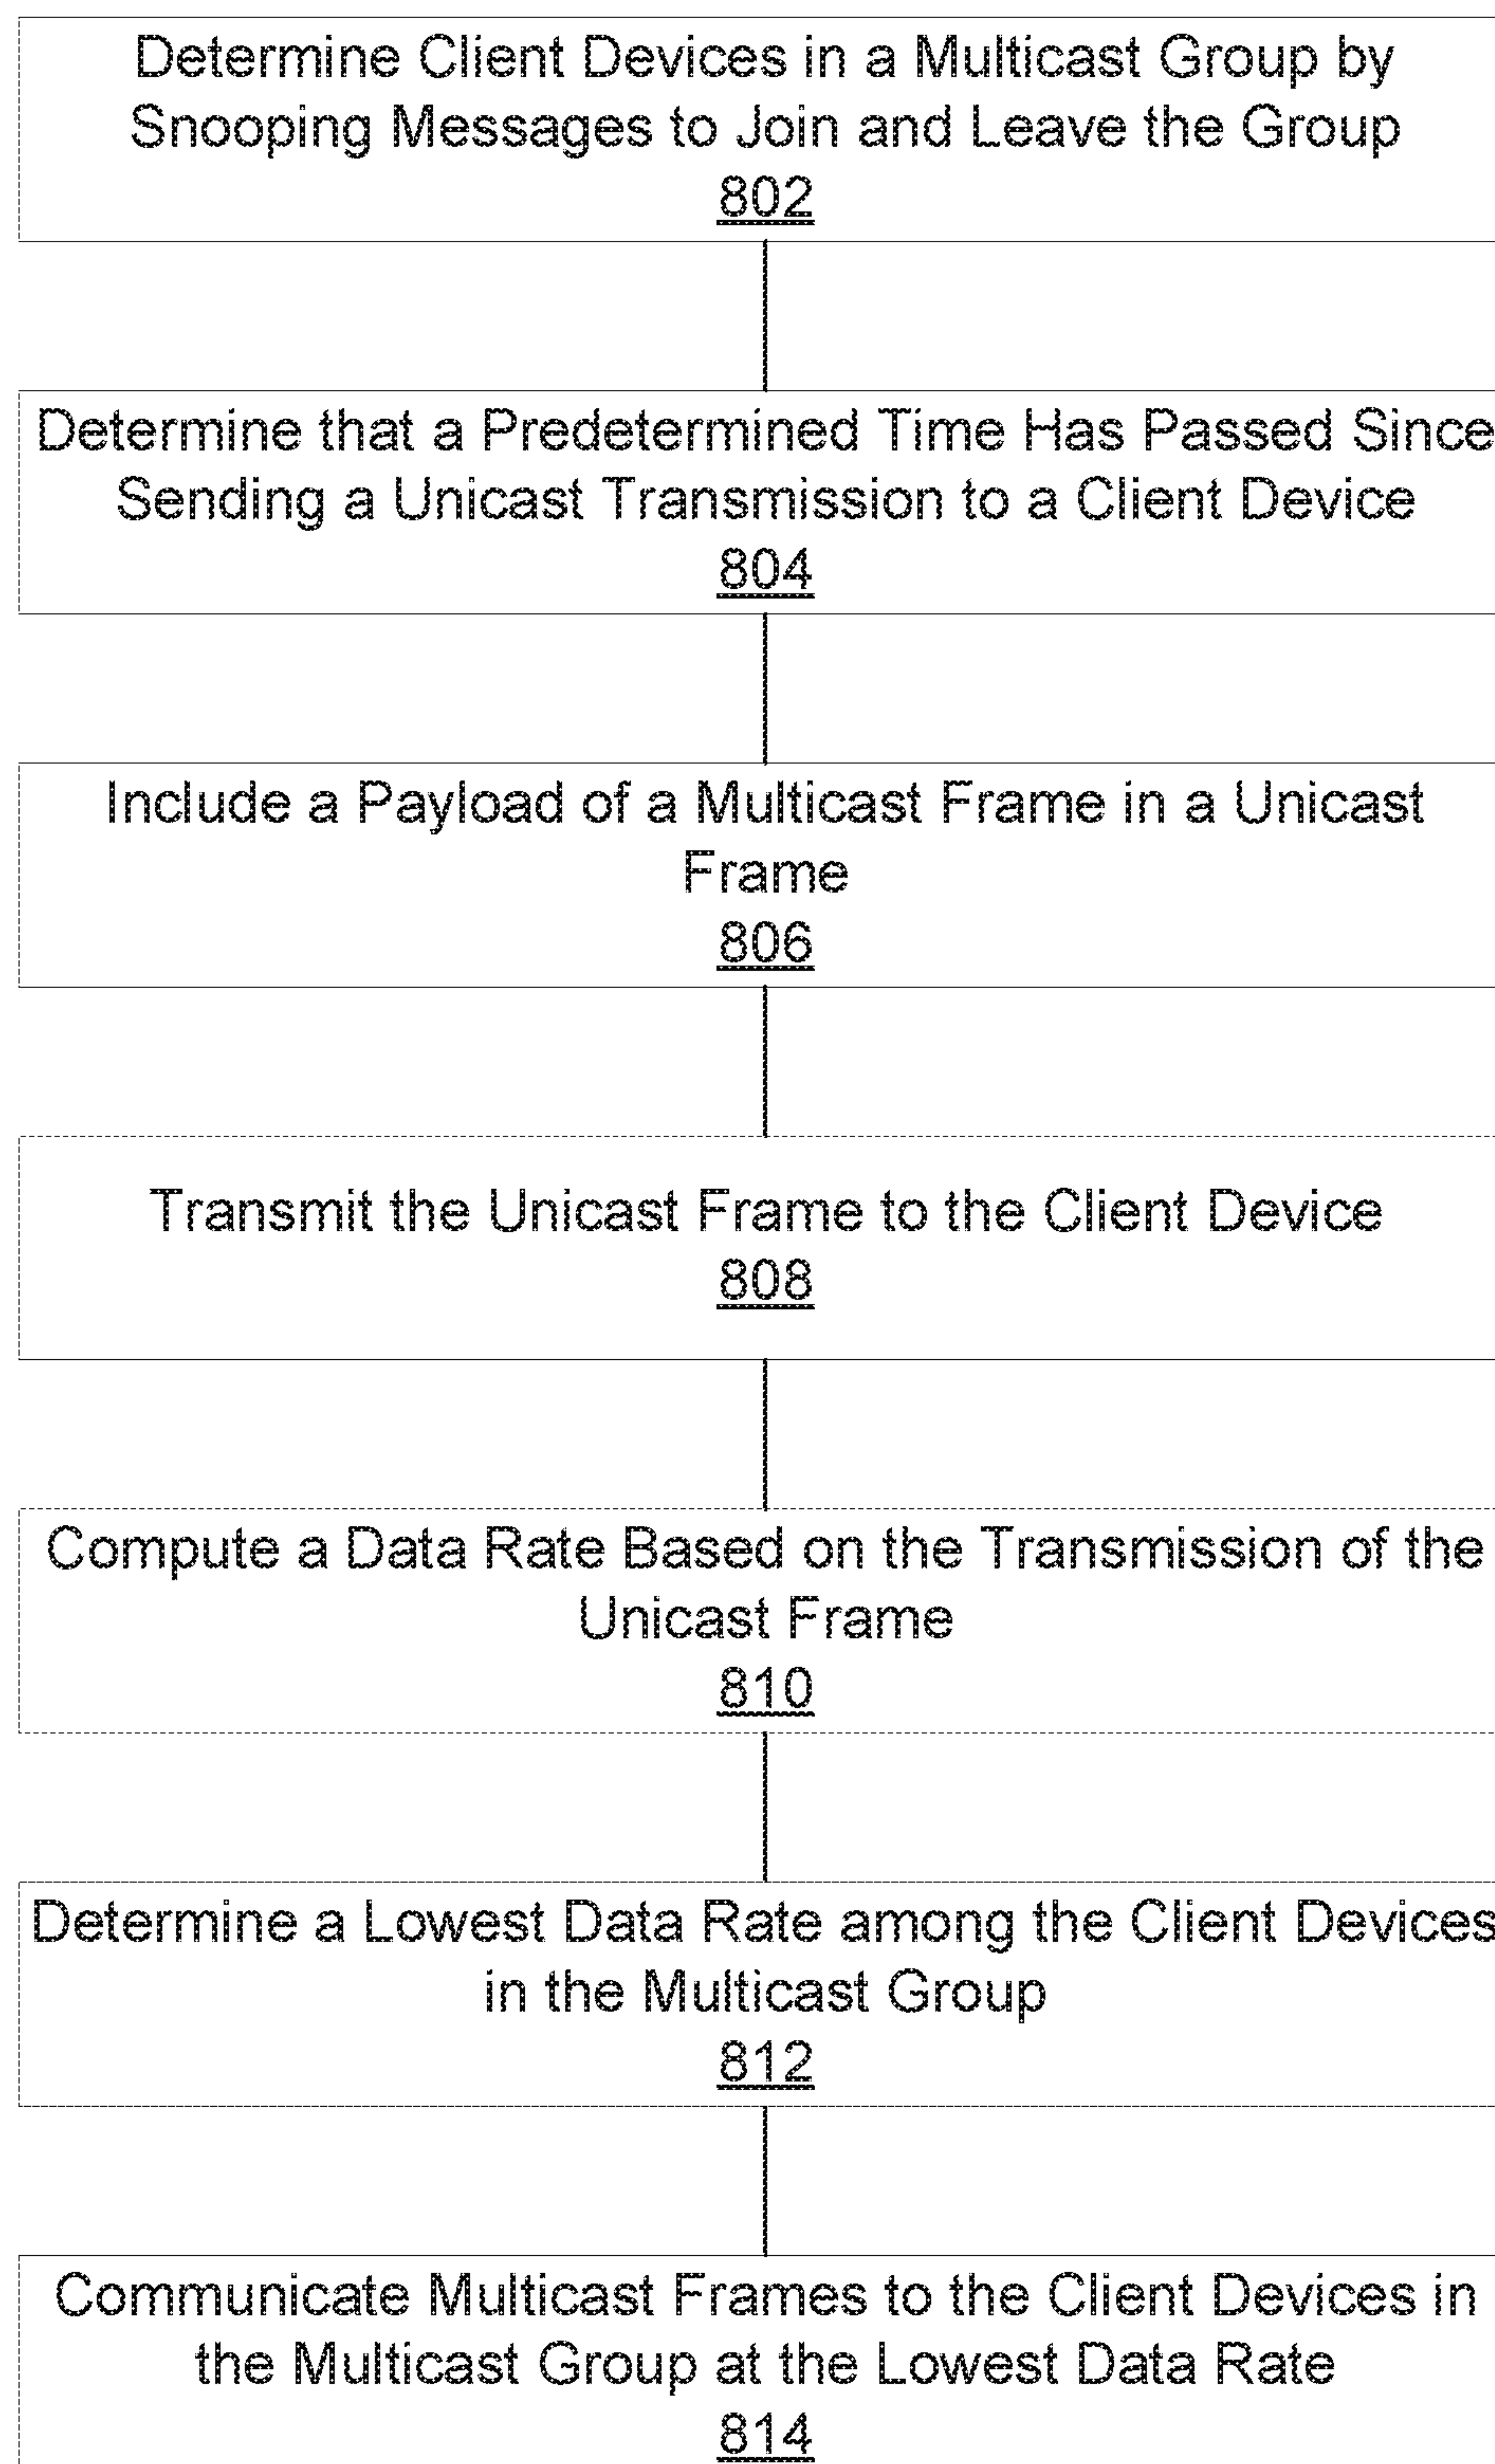 Determine Client Devices in a Multicast Group by
Snooping Messages to Join and Leave the Group
802
Determine that a Predetermined Time Has Passed Since
Sending a Unicast Transmission to a Client Device
804
Include a Payload of a Multicast Frame in a Unicast
Frame
806
Transmit the Unicast Frame to the Client Device
808
Compute a Data Rate Based on the Transmission of the
Unicast Frame
810
Determine a Lowest Data Rate among the Client Devices
in the Multicast Group
812
Communicate Multicast Frames to the Client Devices in
the Multicast Group at the Lowest Data Rate
814